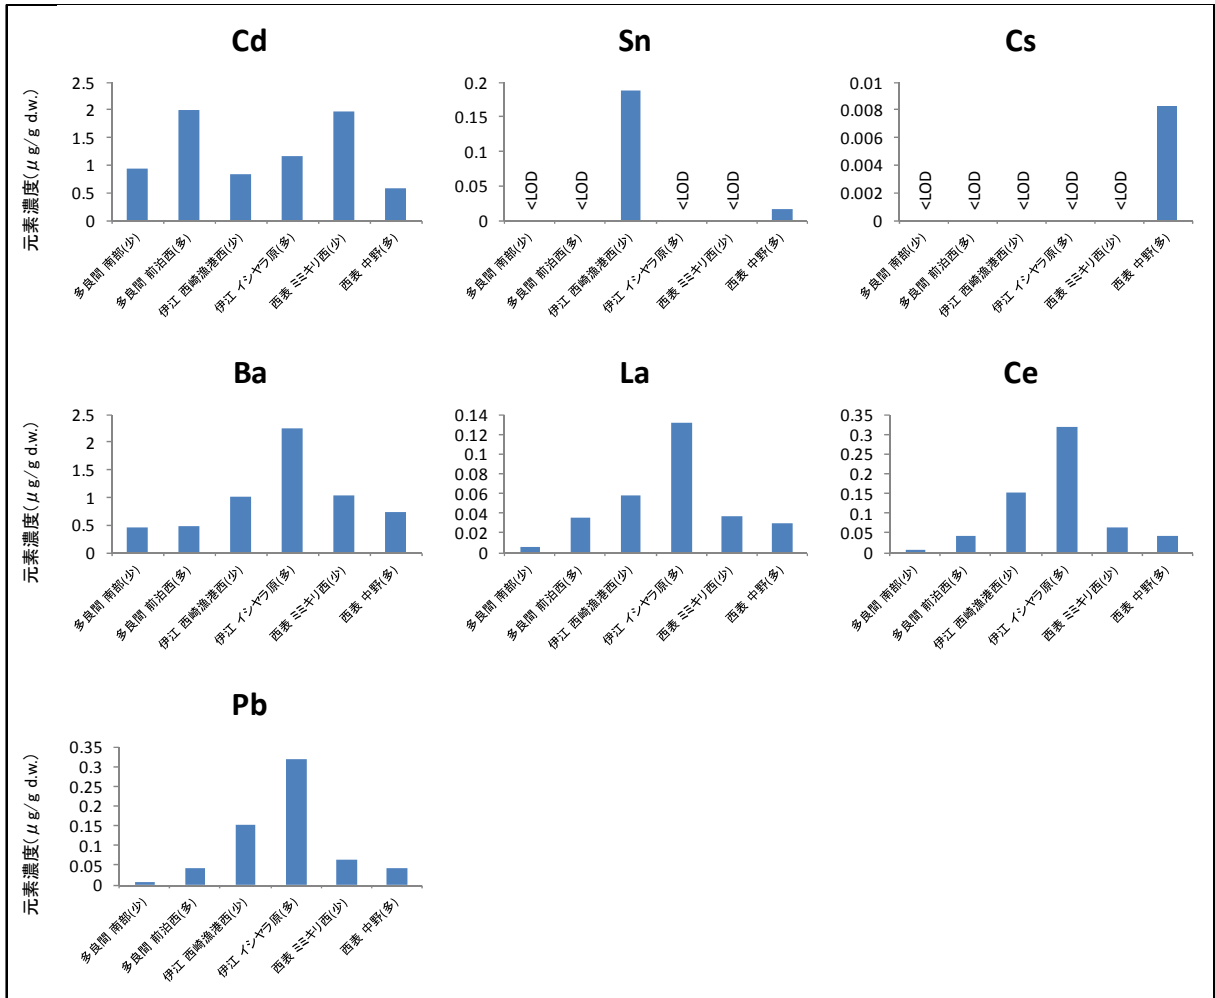 Cd
元素濃度(μg/g d.w.)
2.5
2
1.5
1
0.5
0
多良間 南部(少)
多良間 前泊西(多)
伊江 西崎漁港西(少)
伊江 イシヤラ原(多)
西表 ミミキリ西(少)
西表 中野(多)
Sn
0.2
0.15
0.1
0.05
0
<LOD
<LOD
<LOD
<LOD
多良間 南部(少)
多良間 前泊西(多)
伊江 西崎漁港西(少)
伊江 イシヤラ原(多)
西表 ミミキリ西(少)
西表 中野(多)
Cs
0.01
0.008
0.006
0.004
0.002
0
<LOD
<LOD
<LOD
<LOD
<LOD
多良間 南部(少)
多良間 前泊西(多)
伊江 西崎漁港西(少)
伊江 イシヤラ原(多)
西表 ミミキリ西(少)
西表 中野(多)
Ba
元素濃度(μg/g d.w.)
2.5
2
1.5
1
0.5
0
多良間 南部(少)
多良間 前泊西(多)
伊江 西崎漁港西(少)
伊江 イシヤラ原(多)
西表 ミミキリ西(少)
西表 中野(多)
La
0.14
0.12
0.1
0.08
0.06
0.04
0.02
0
多良間 南部(少)
多良間 前泊西(多)
伊江 西崎漁港西(少)
伊江 イシヤラ原(多)
西表 ミミキリ西(少)
西表 中野(多)
Ce
0.35
0.3
0.25
0.2
0.15
0.1
0.05
0
多良間 南部(少)
多良間 前泊西(多)
伊江 西崎漁港西(少)
伊江 イシヤラ原(多)
西表 ミミキリ西(少)
西表 中野(多)
Pb
元素濃度(μg/g d.w.)
0.35
0.3
0.25
0.2
0.15
0.1
0.05
0
多良間 南部(少)
多良間 前泊西(多)
伊江 西崎漁港西(少)
伊江 イシヤラ原(多)
西表 ミミキリ西(少)
西表 中野(多)